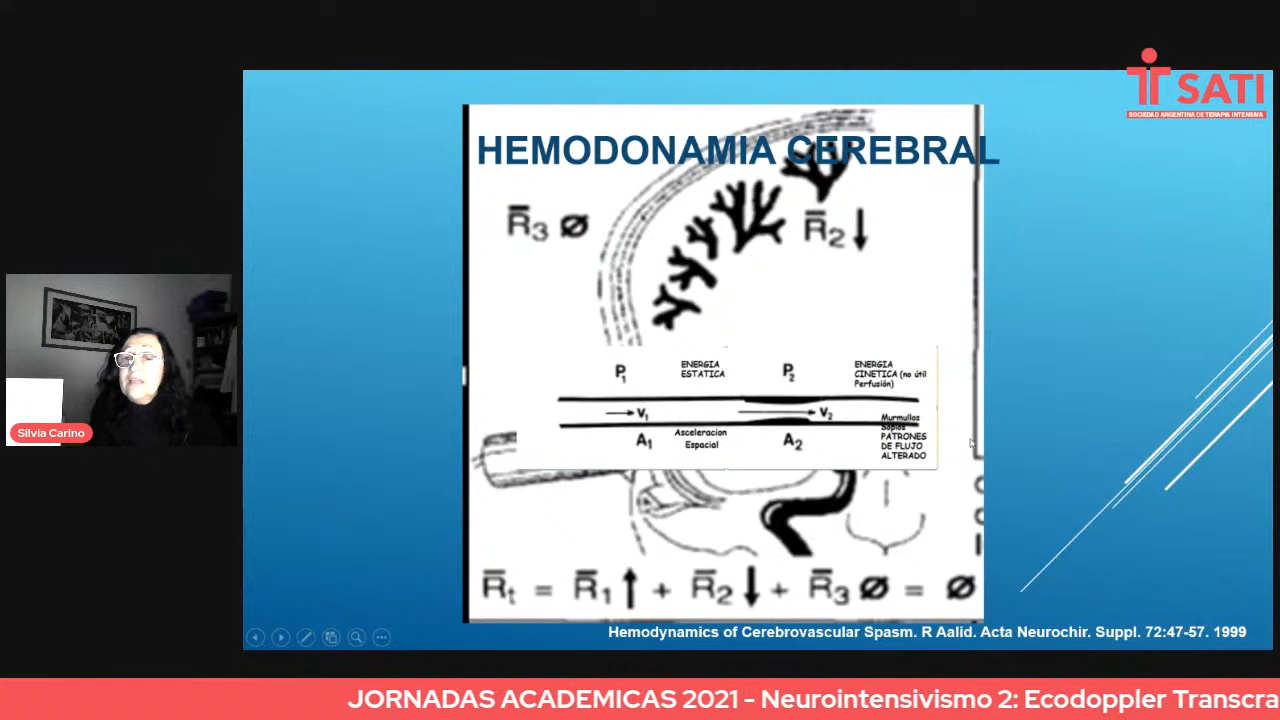 SATI
SOCIEDAD ARGENTINA DE TERAPIA INTENSIVA
HEMODONAMIA CEREBRAL
R̅3 Ø
R̅2 ↓
P1
ENERGIA
ESTATICA
P2
ENERGIA
CINETICA (no útil
Perfusión)
→ V1
→ V2
A1
Asceleracion
Espacial
A2
Murmullos
Soplos
PATRONES
DE FLUJO
ALTERADO
R̅t = R̅1 ↑ + R̅2 ↓ + R̅3 Ø = Ø
Hemodynamics of Cerebrovascular Spasm. R Aalid. Acta Neurochir. Suppl. 72:47-57. 1999
Silvia Carino
JORNADAS ACADEMICAS 2021 - Neurointensivismo 2: Ecodoppler Transcra